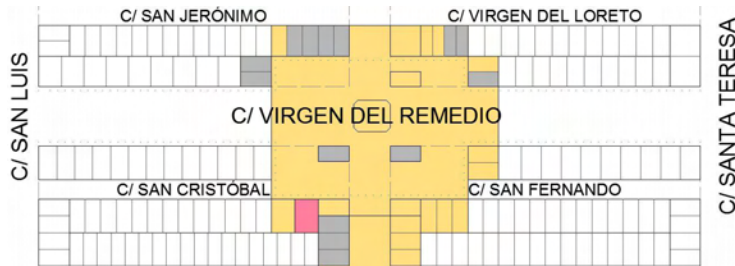 C/ SAN JERÓNIMO
C/ VIRGEN DEL LORETO
C/ SAN LUIS
C/ VIRGEN DEL REMEDIO
C/ SANTA TERESA
C/ SAN CRISTÓBAL
C/ SAN FERNANDO